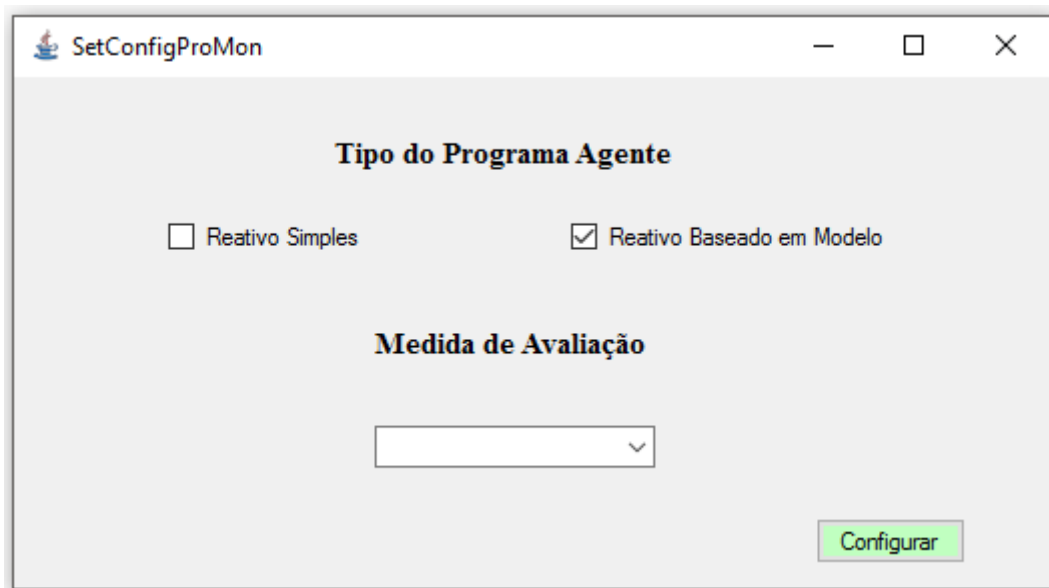 SetConfigProMon
Tipo do Programa Agente
Reativo Simples
Reativo Baseado em Modelo
Medida de Avaliação
Configurar